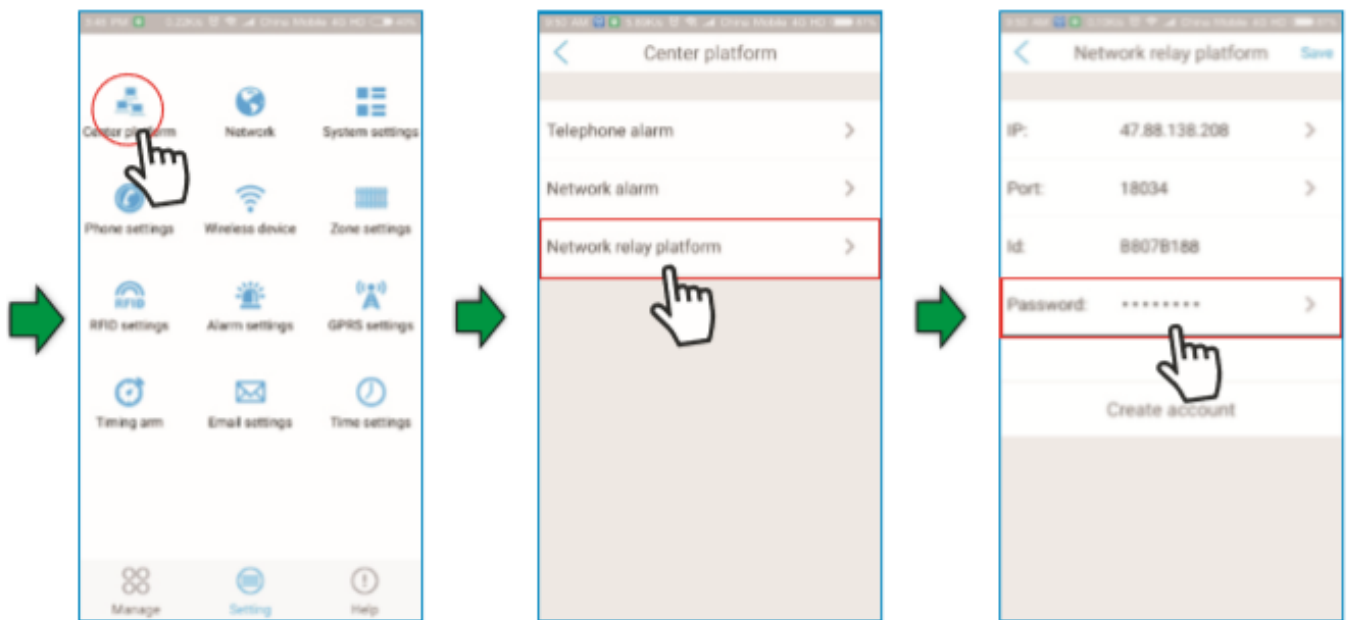 Center platform
Network
System settings
Phone settings
Wireless device
Zone settings
RFID
RFID settings
Alarm settings
GPRS settings
Timing arm
Email settings
Time settings
Manage
Setting
Help
Center platform
Telephone alarm
Network alarm
Network relay platform
Network relay platform Save
IP: 47.88.138.208
Port: 18034
Id: B807B188
Password: ********
Create account